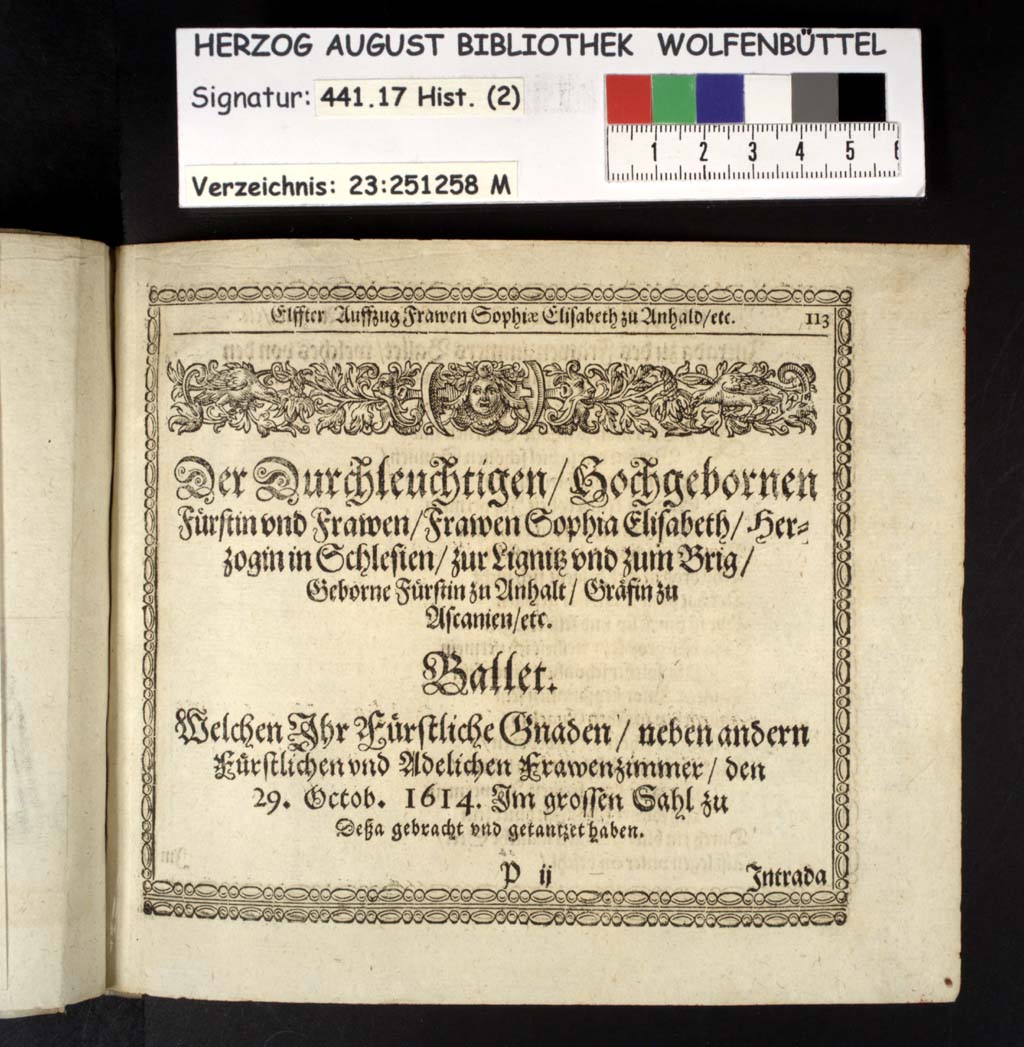 HERZOG AUGUST BIBLIOTHEK WOLFENBÜTTEL
Signatur: 441.17 Hist. (2)
1 2 3 4 5 6
Verzeichnis: 23:251258 M
Elffter Auffzug Frawen Sophiæ Elisabeth zu Anhald/etc. 113
Der Durchleuchtigen/ Hochgebornen
Fürstin vnd Frawen/ Frawen Sophia Elisabeth/ Her-
zogin in Schlesien/ zur Lignitz vnd zum Brig/
Geborne Fürstin zu Anhalt/ Gräfin zu
Ascanien/etc.
Ballet.
Welchen Ihr Fürstliche Gnaden/ neben andern
Fürstlichen vnd Adelichen Frawenzimmer/ den
29. Octob. 1614. Im grossen Sahl zu
Deßa gebracht vnd getantzet haben.
P ij Intrada